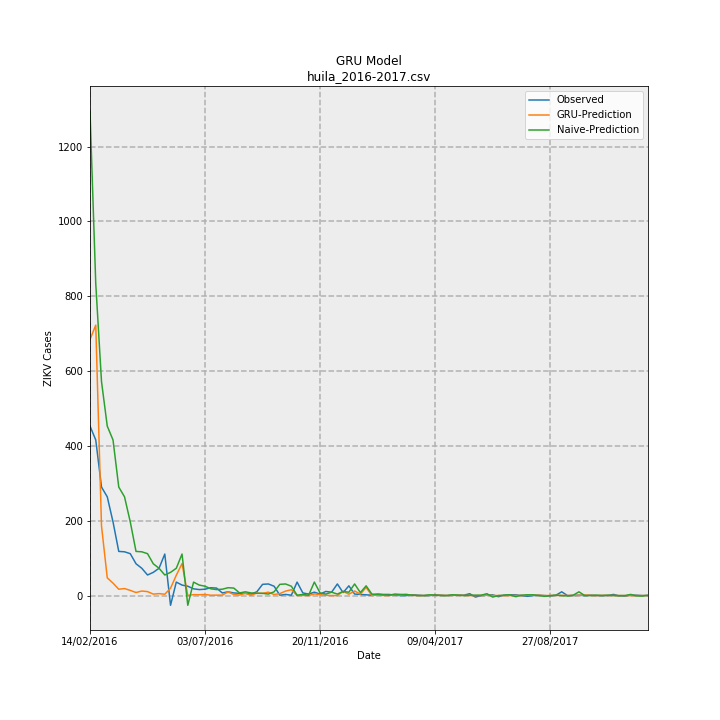 GRU Model
huila_2016-2017.csv
Observed
GRU-Prediction
Naive-Prediction
1200
1000
800
600
400
200
0
ZIKV Cases
14/02/2016
03/07/2016
20/11/2016
09/04/2017
27/08/2017
Date